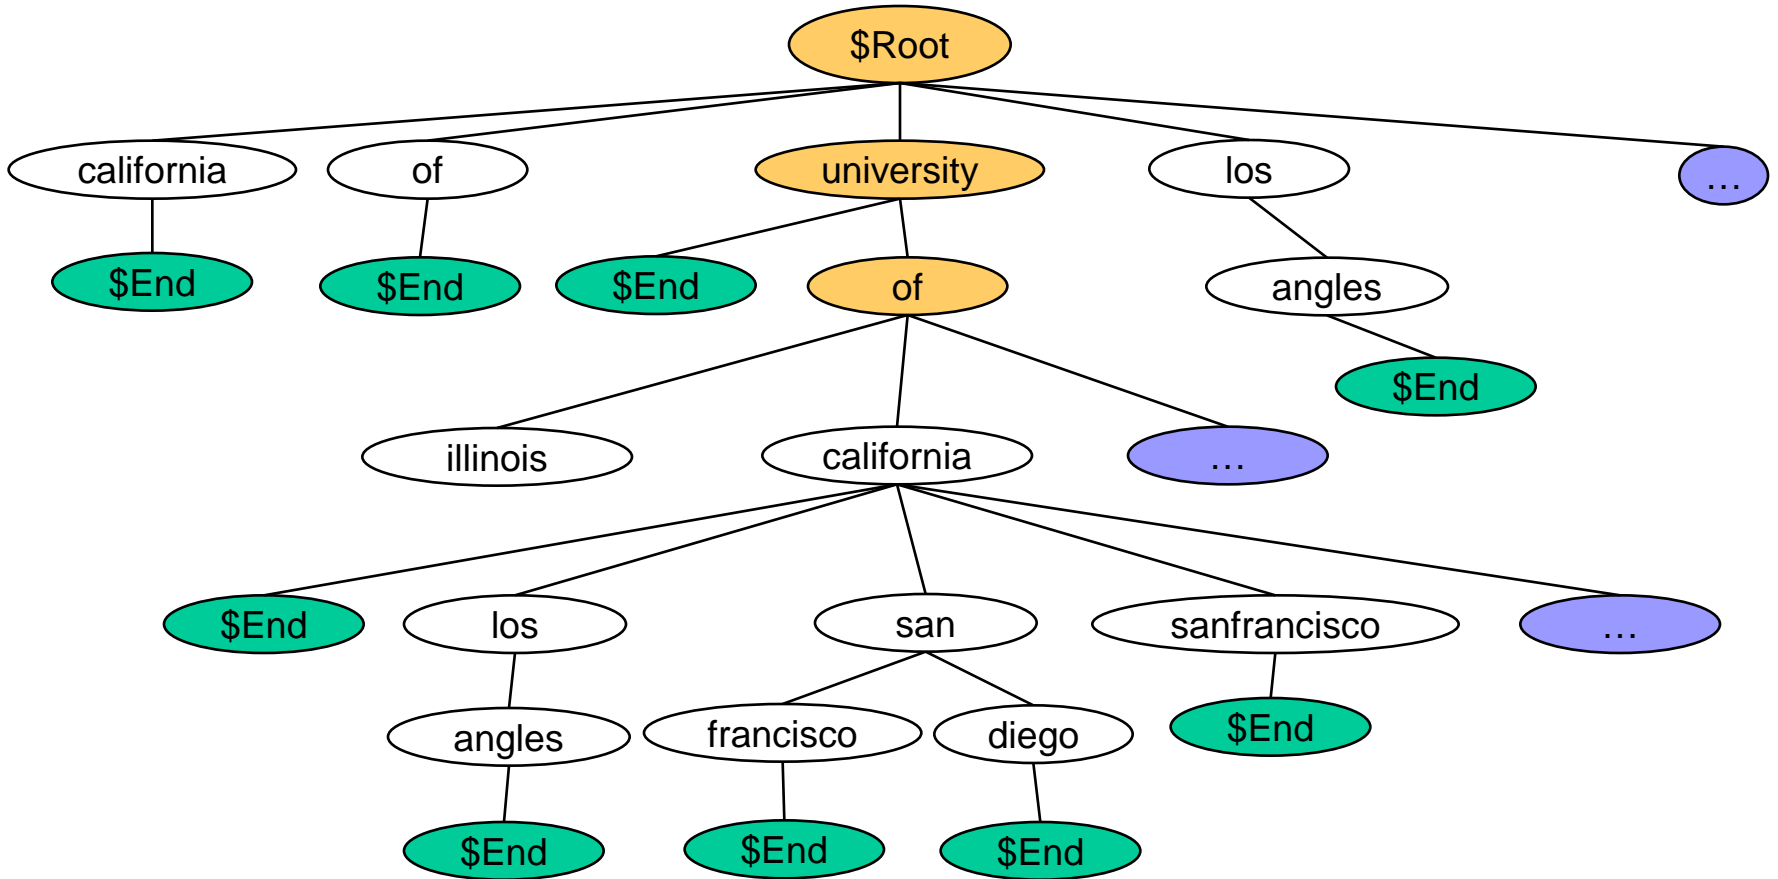 $Root
california
of
university
los
…
$End
$End
$End
of
angles
$End
illinois
california
…
$End
los
san
sanfrancisco
…
angles
francisco
diego
$End
$End
$End
$End